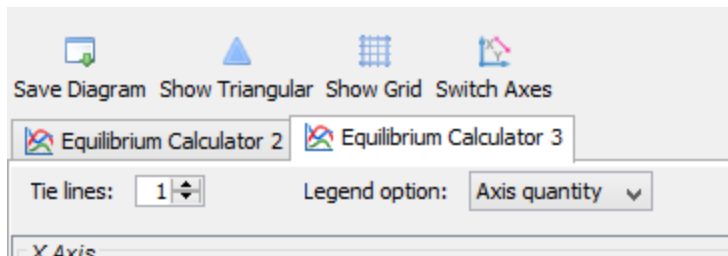 Save Diagram Show Triangular Show Grid Switch Axes
Equilibrium Calculator 2 Equilibrium Calculator 3
Tie lines: 1 Legend option: Axis quantity
X Axis